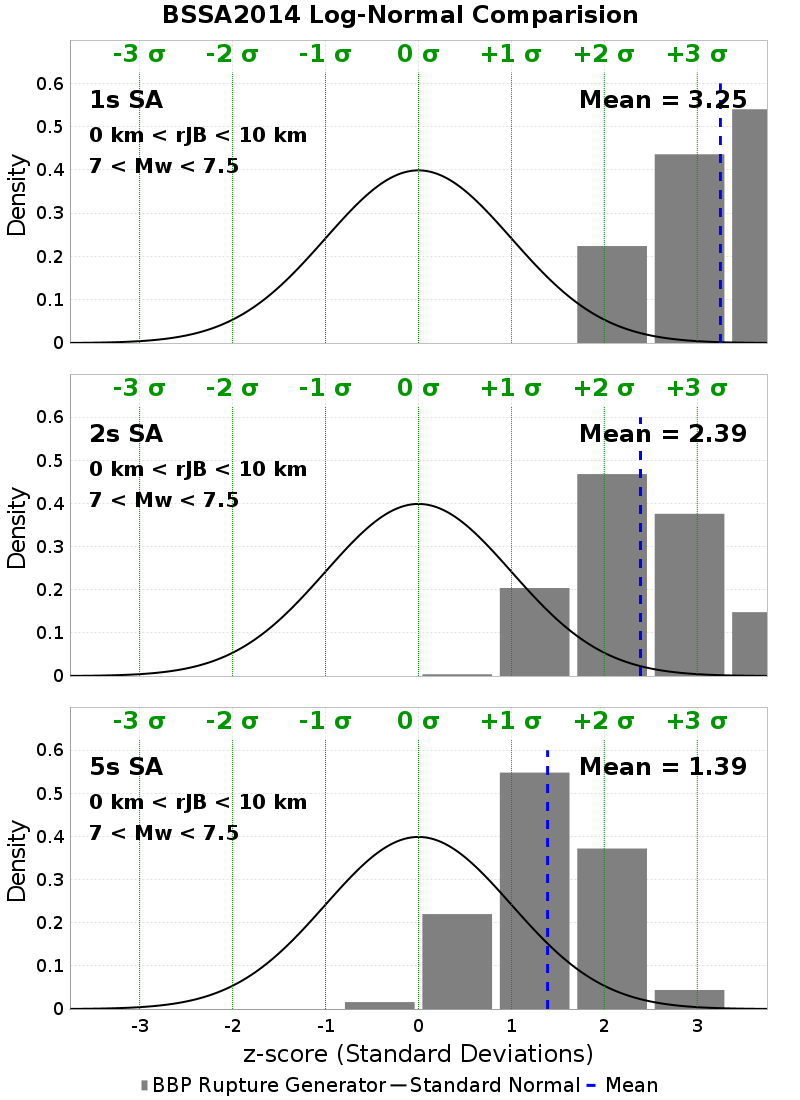 BSSA2014 Log-Normal Comparision
-3 σ -2 σ -1 σ 0 σ +1 σ +2 σ +3 σ
1s SA
Mean = 3.25
0 km < rJB < 10 km
7 < Mw < 7.5
Density
0.6
0.5
0.4
0.3
0.2
0.1
0
-3 σ -2 σ -1 σ 0 σ +1 σ +2 σ +3 σ
2s SA
Mean = 2.39
0 km < rJB < 10 km
7 < Mw < 7.5
Density
0.6
0.5
0.4
0.3
0.2
0.1
0
-3 σ -2 σ -1 σ 0 σ +1 σ +2 σ +3 σ
5s SA
Mean = 1.39
0 km < rJB < 10 km
7 < Mw < 7.5
Density
0.6
0.5
0.4
0.3
0.2
0.1
0
-3 -2 -1 0 1 2 3
z-score (Standard Deviations)
BBP Rupture Generator Standard Normal Mean